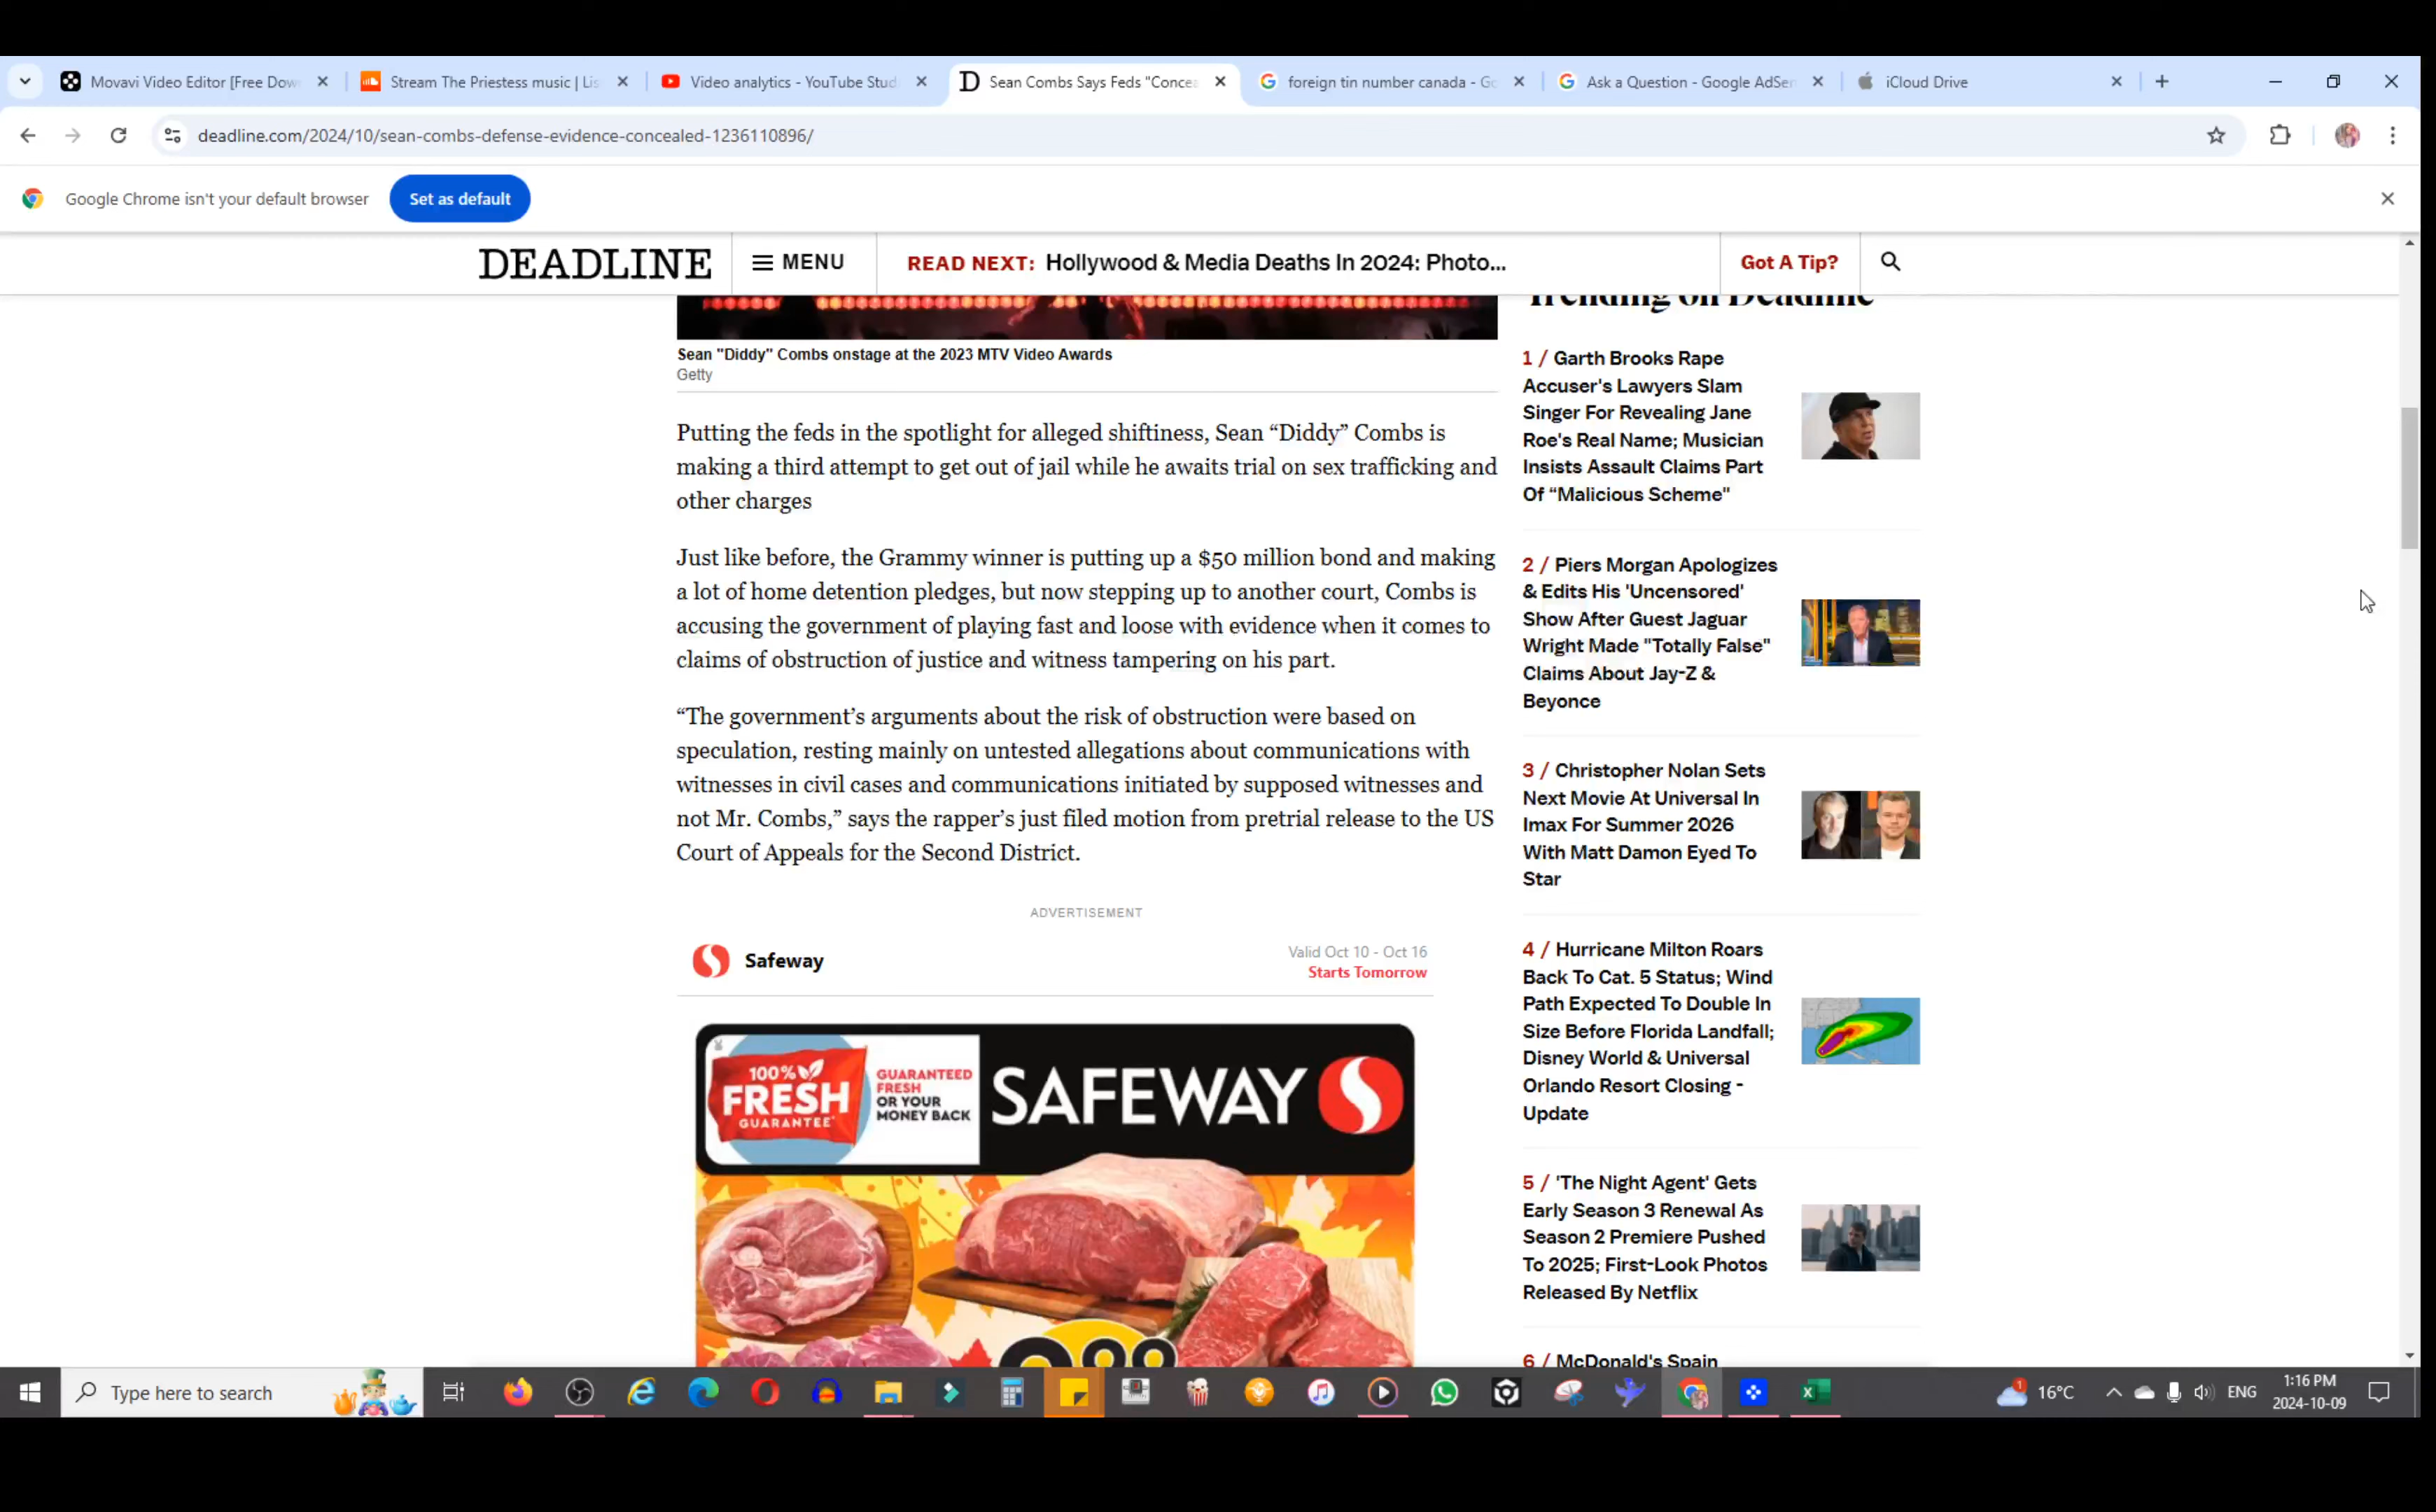 Movavi Video Editor [Free Dow
Stream The Priestess music | Lis
Video analytics - YouTube Stud
D Sean Combs Says Feds "Concea
foreign tin number canada - Go
Ask a Question - Google AdSen
iCloud Drive
deadline.com/2024/10/sean-combs-defense-evidence-concealed-1236110896/
Google Chrome isn't your default browser
Set as default
DEADLINE
MENU
READ NEXT: Hollywood & Media Deaths In 2024: Photo...
Got A Tip?
Sean "Diddy" Combs onstage at the 2023 MTV Video Awards
Getty
Putting the feds in the spotlight for alleged shiftiness, Sean “Diddy” Combs is
making a third attempt to get out of jail while he awaits trial on sex trafficking and
other charges
Just like before, the Grammy winner is putting up a $50 million bond and making
a lot of home detention pledges, but now stepping up to another court, Combs is
accusing the government of playing fast and loose with evidence when it comes to
claims of obstruction of justice and witness tampering on his part.
“The government’s arguments about the risk of obstruction were based on
speculation, resting mainly on untested allegations about communications with
witnesses in civil cases and communications initiated by supposed witnesses and
not Mr. Combs,” says the rapper’s just filed motion from pretrial release to the US
Court of Appeals for the Second District.
ADVERTISEMENT
Safeway
Valid Oct 10 - Oct 16
Starts Tomorrow
100%
FRESH
GUARANTEE
GUARANTEED
FRESH
OR YOUR
MONEY BACK
SAFEWAY
Trending on Deadline
1 / Garth Brooks Rape
Accuser's Lawyers Slam
Singer For Revealing Jane
Roe's Real Name; Musician
Insists Assault Claims Part
Of “Malicious Scheme”
2 / Piers Morgan Apologizes
& Edits His 'Uncensored'
Show After Guest Jaguar
Wright Made "Totally False"
Claims About Jay-Z &
Beyonce
3 / Christopher Nolan Sets
Next Movie At Universal In
Imax For Summer 2026
With Matt Damon Eyed To
Star
4 / Hurricane Milton Roars
Back To Cat. 5 Status; Wind
Path Expected To Double In
Size Before Florida Landfall;
Disney World & Universal
Orlando Resort Closing -
Update
5 / 'The Night Agent' Gets
Early Season 3 Renewal As
Season 2 Premiere Pushed
To 2025; First-Look Photos
Released By Netflix
6 / McDonald's Spain
Type here to search
16°C
ENG
1:16 PM
2024-10-09